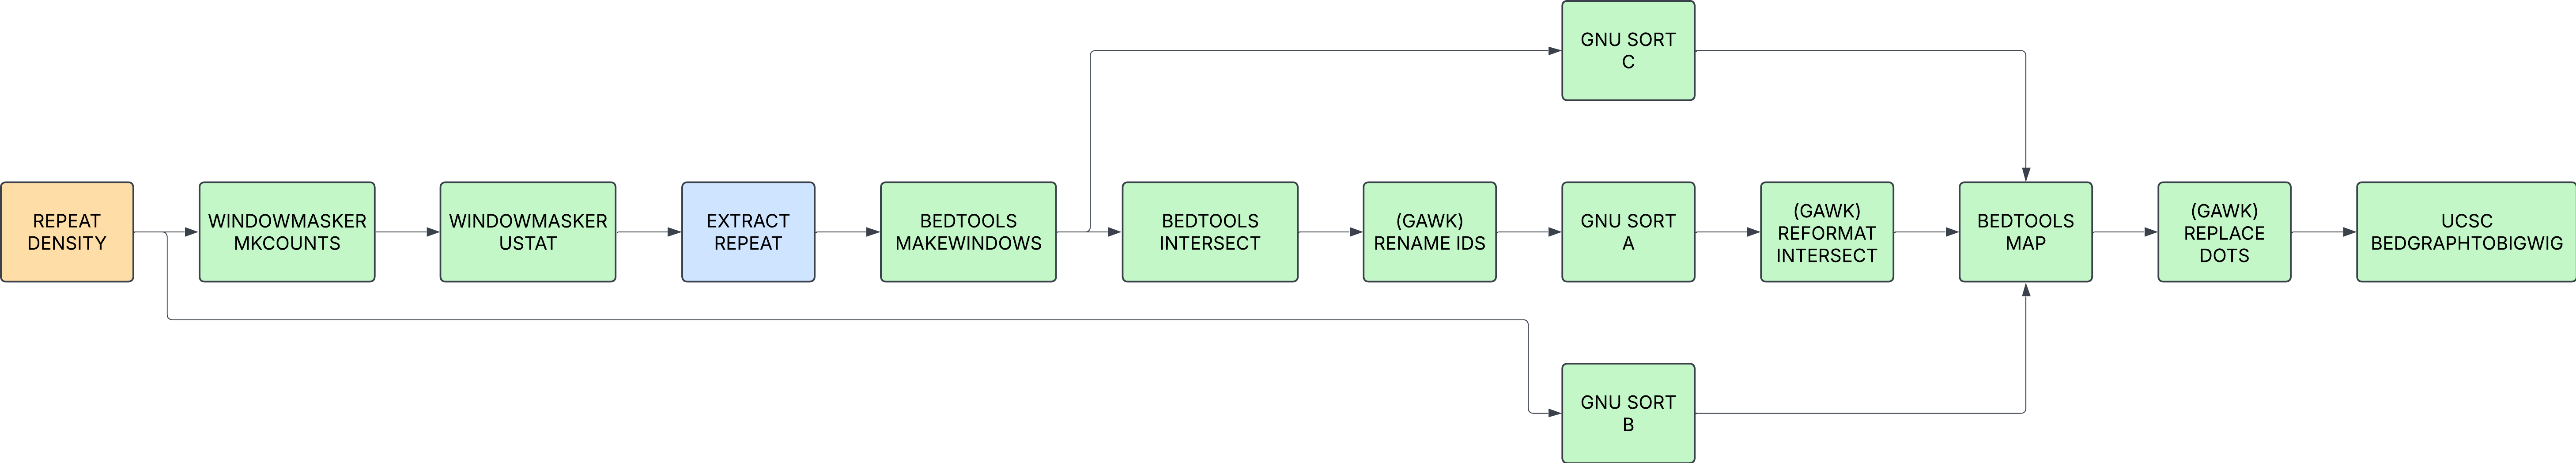 GNU SORT
C
REPEAT
DENSITY
WINDOWMASKER
MKCOUNTS
WINDOWMASKER
USTAT
EXTRACT
REPEAT
BEDTOOLS
MAKEWINDOWS
BEDTOOLS
INTERSECT
(GAWK)
RENAME IDS
GNU SORT
A
(GAWK)
REFORMAT
INTERSECT
BEDTOOLS
MAP
(GAWK)
REPLACE
DOTS
UCSC
BEDGRAPHTOBIGWIG
GNU SORT
B